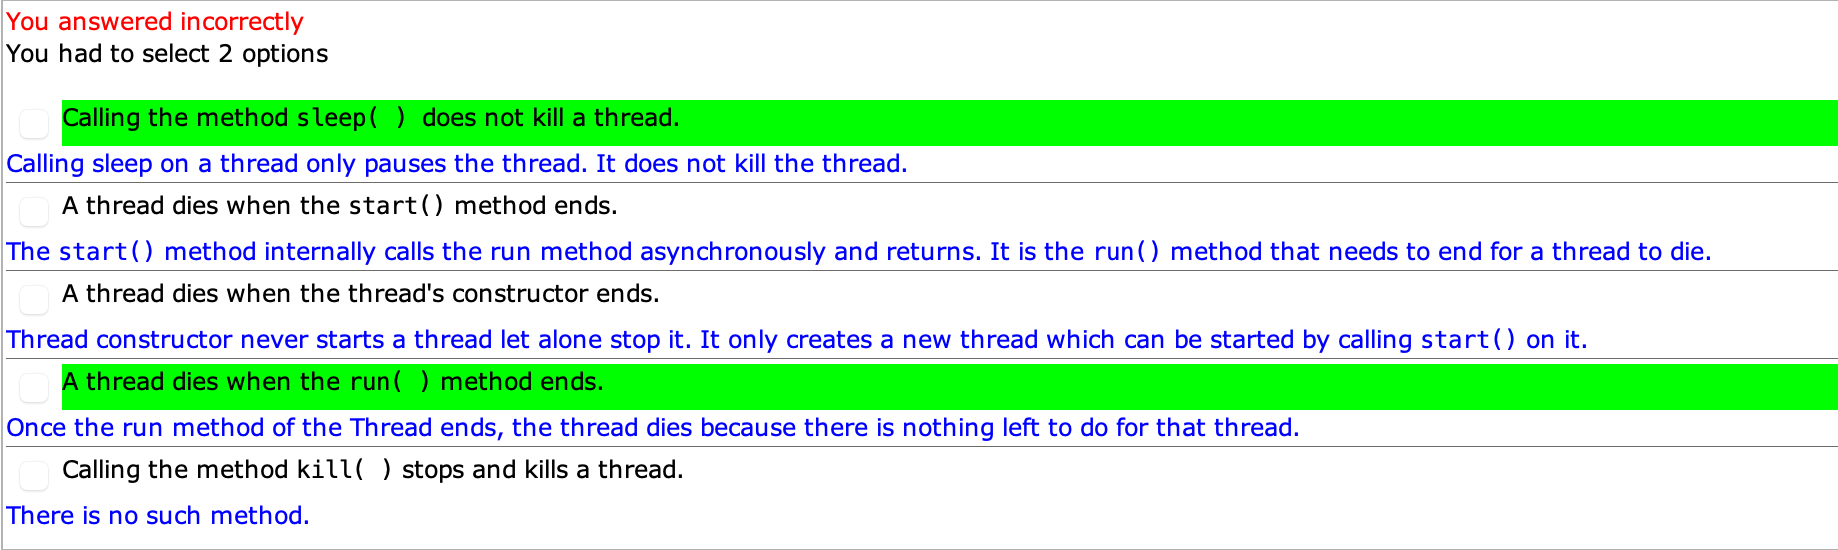 You answered incorrectly
You had to select 2 options
Calling the method sleep( ) does not kill a thread.
Calling sleep on a thread only pauses the thread. It does not kill the thread.
A thread dies when the start() method ends.
The start() method internally calls the run method asynchronously and returns. It is the run() method that needs to end for a thread to die.
A thread dies when the thread's constructor ends.
Thread constructor never starts a thread let alone stop it. It only creates a new thread which can be started by calling start() on it.
A thread dies when the run( ) method ends.
Once the run method of the Thread ends, the thread dies because there is nothing left to do for that thread.
Calling the method kill( ) stops and kills a thread.
There is no such method.